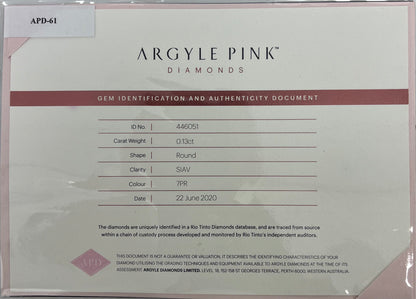 APD-61
ARGYLE PINK™
DIAMONDS
GEM IDENTIFICATION AND AUTHENTICITY DOCUMENT
ID No. 446051
Carat Weight 0.13ct
Shape Round
Clarity SIAV
Colour 7PR
Date 22 June 2020
The diamonds are uniquely identified in a Rio Tinto Diamonds database, and are traced from source
within a chain of custody process developed and monitored by Rio Tinto's independent auditors.
APD
THIS DOCUMENT IS NOT A GUARANTEE OR VALUATION. IT DESCRIBES THE IDENTIFYING CHARACTERISTICS OF YOUR
DIAMOND UTILISING THE GRADING TECHNIQUES AND EQUIPMENT AVAILABLE TO ARGYLE DIAMONDS AT THE TIME OF ITS
ASSESSMENT. ARGYLE DIAMONDS LIMITED. LEVEL 18, 152-158 ST GEORGES TERRACE, PERTH 6000, WESTERN AUSTRALIA.